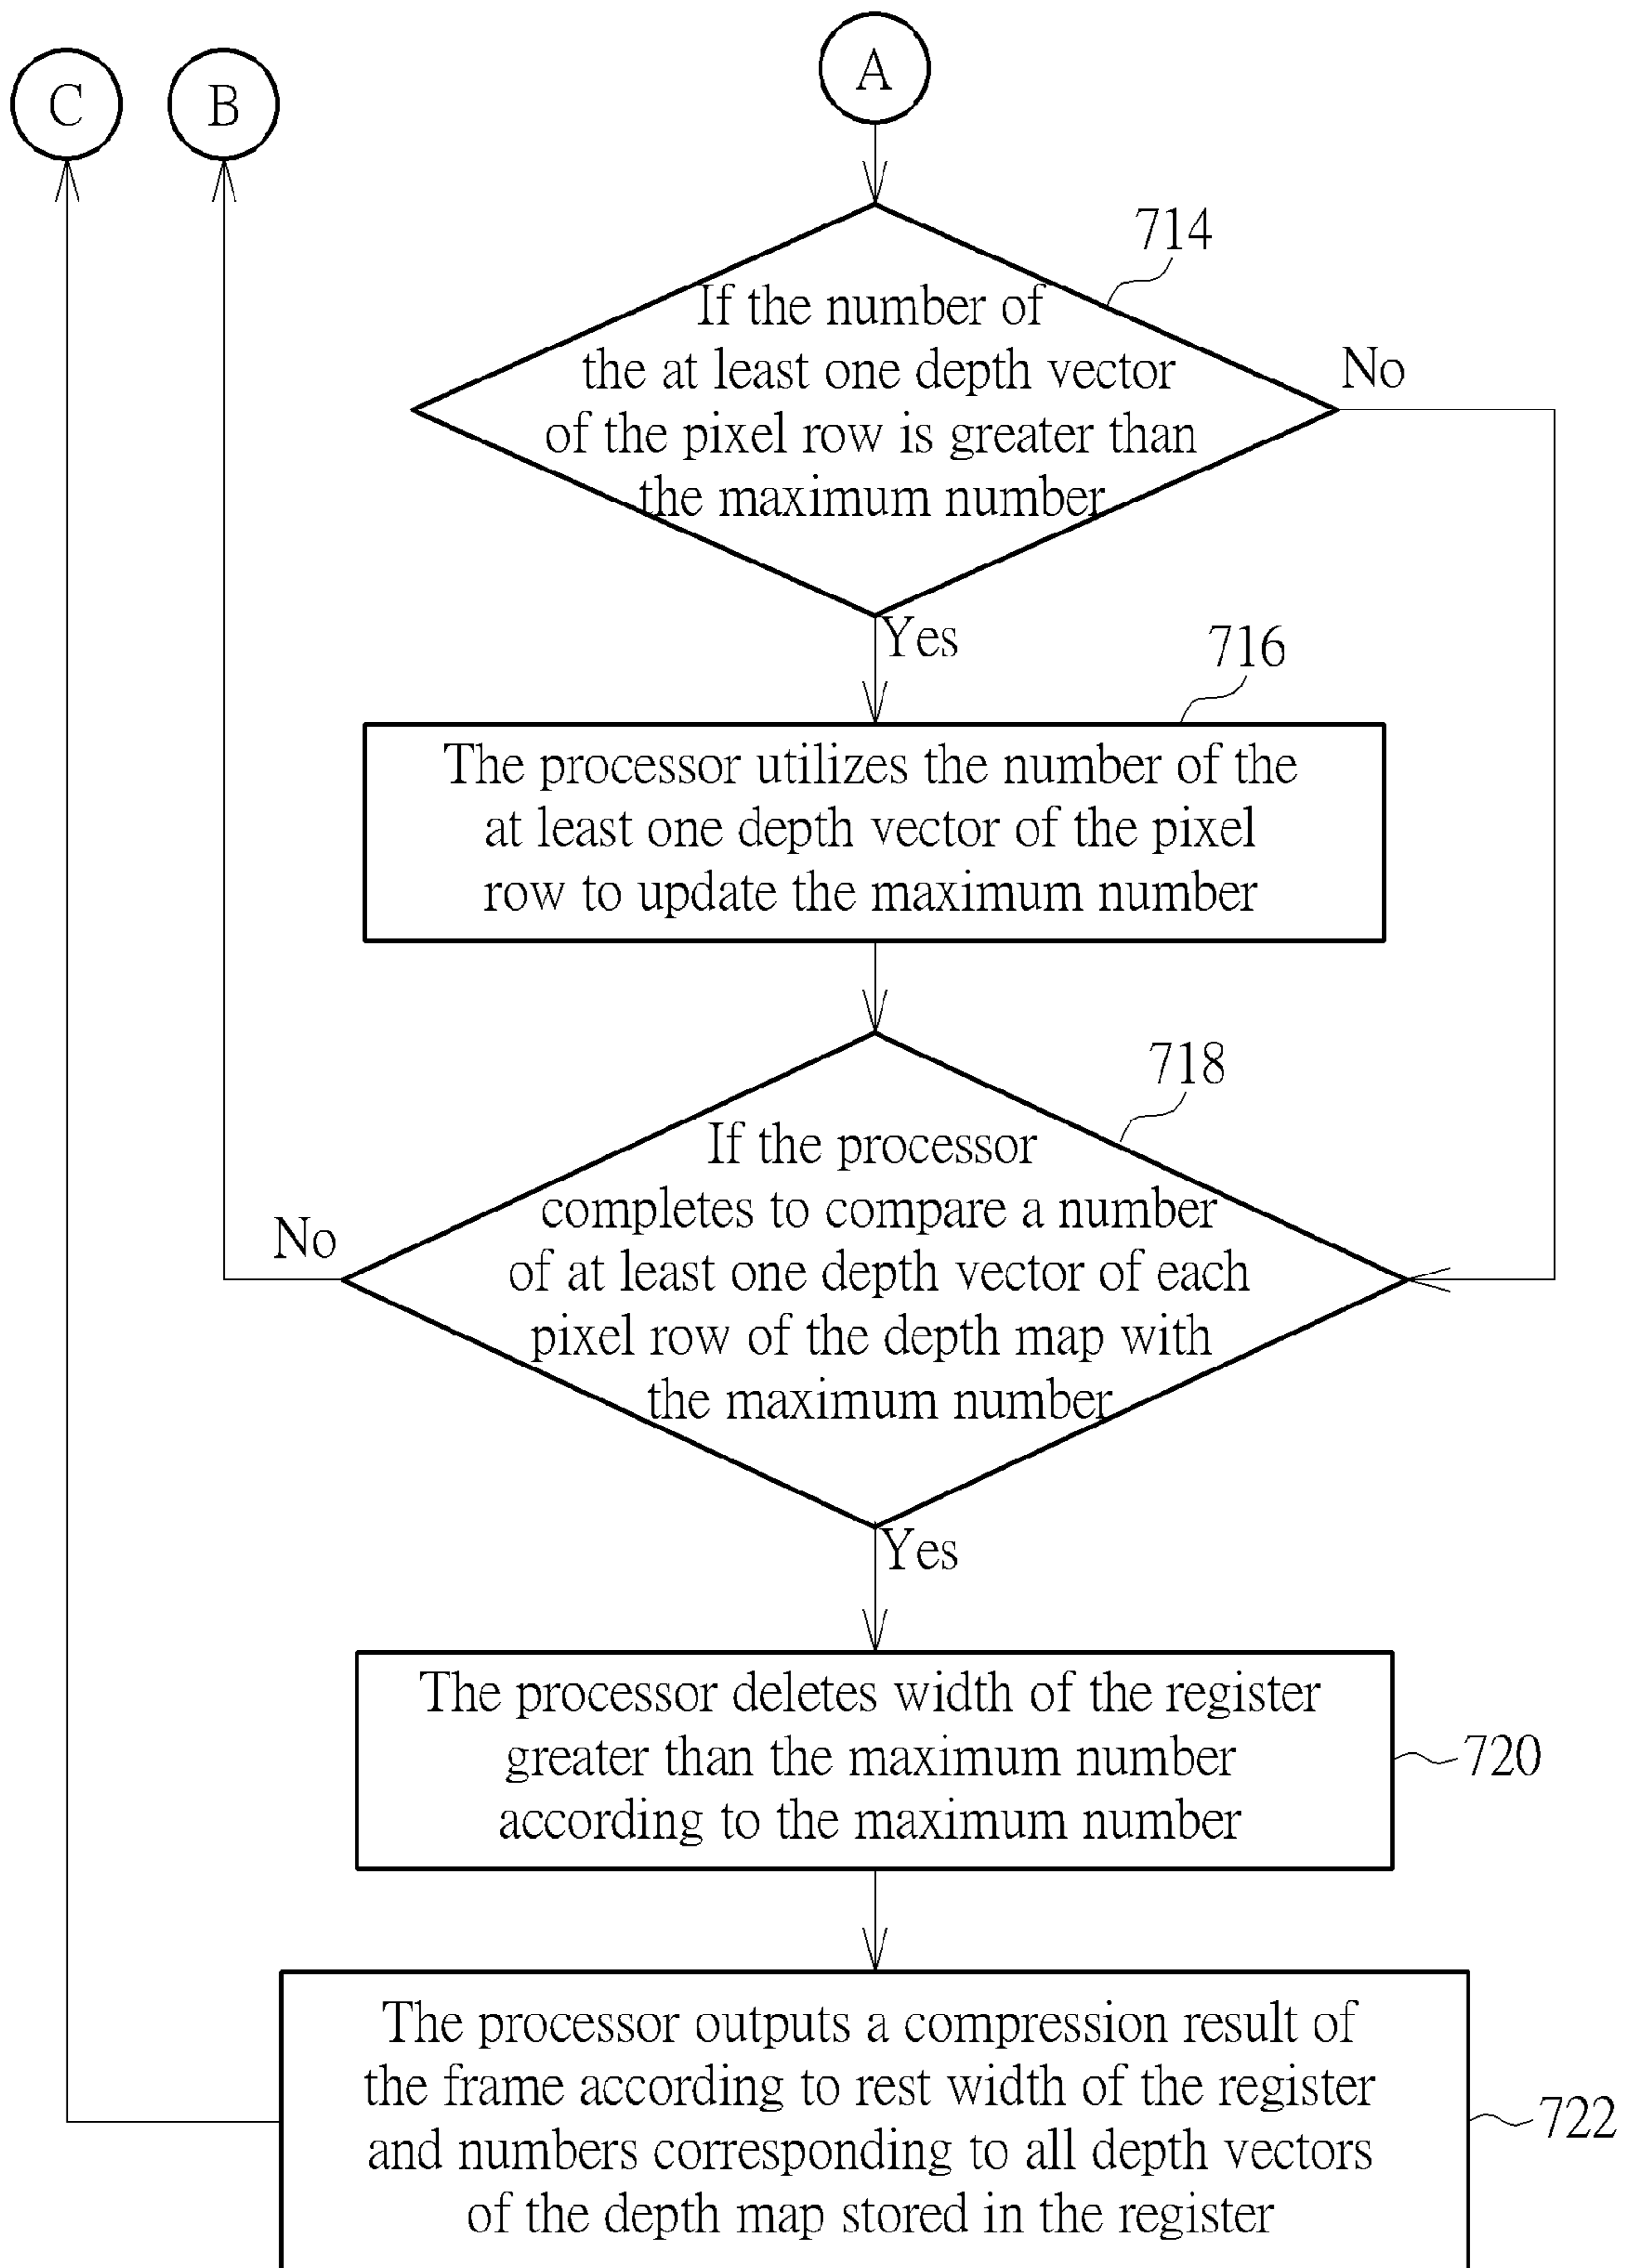 A
C
B
714
If the number of
the at least one depth vector
of the pixel row is greater than
the maximum number
No
Yes
716
The processor utilizes the number of the
at least one depth vector of the pixel
row to update the maximum number
718
If the processor
completes to compare a number
of at least one depth vector of each
pixel row of the depth map with
the maximum number
No
Yes
The processor deletes width of the register
greater than the maximum number
according to the maximum number
720
The processor outputs a compression result of
the frame according to rest width of the register
and numbers corresponding to all depth vectors
of the depth map stored in the register
722